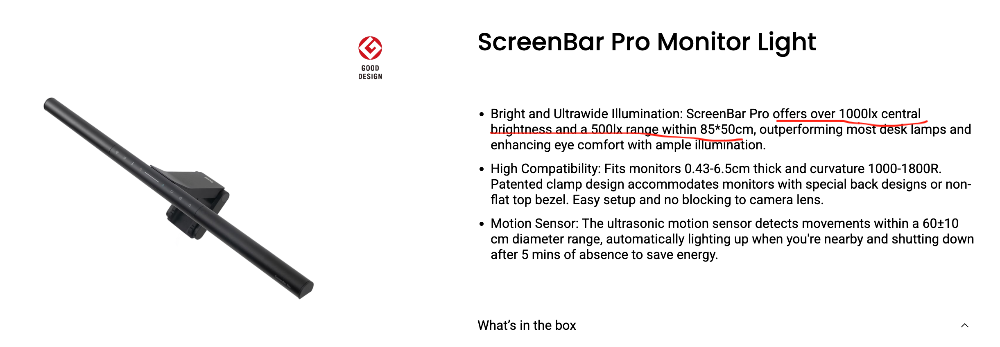 GOOD
DESIGN
ScreenBar Pro Monitor Light
• Bright and Ultrawide Illumination: ScreenBar Pro offers over 1000lx central
brightness and a 500lx range within 85*50cm, outperforming most desk lamps and
enhancing eye comfort with ample illumination.
• High Compatibility: Fits monitors 0.43-6.5cm thick and curvature 1000-1800R.
Patented clamp design accommodates monitors with special back designs or non-
flat top bezel. Easy setup and no blocking to camera lens.
• Motion Sensor: The ultrasonic motion sensor detects movements within a 60±10
cm diameter range, automatically lighting up when you're nearby and shutting down
after 5 mins of absence to save energy.
What’s in the box
ScreenBar Pro